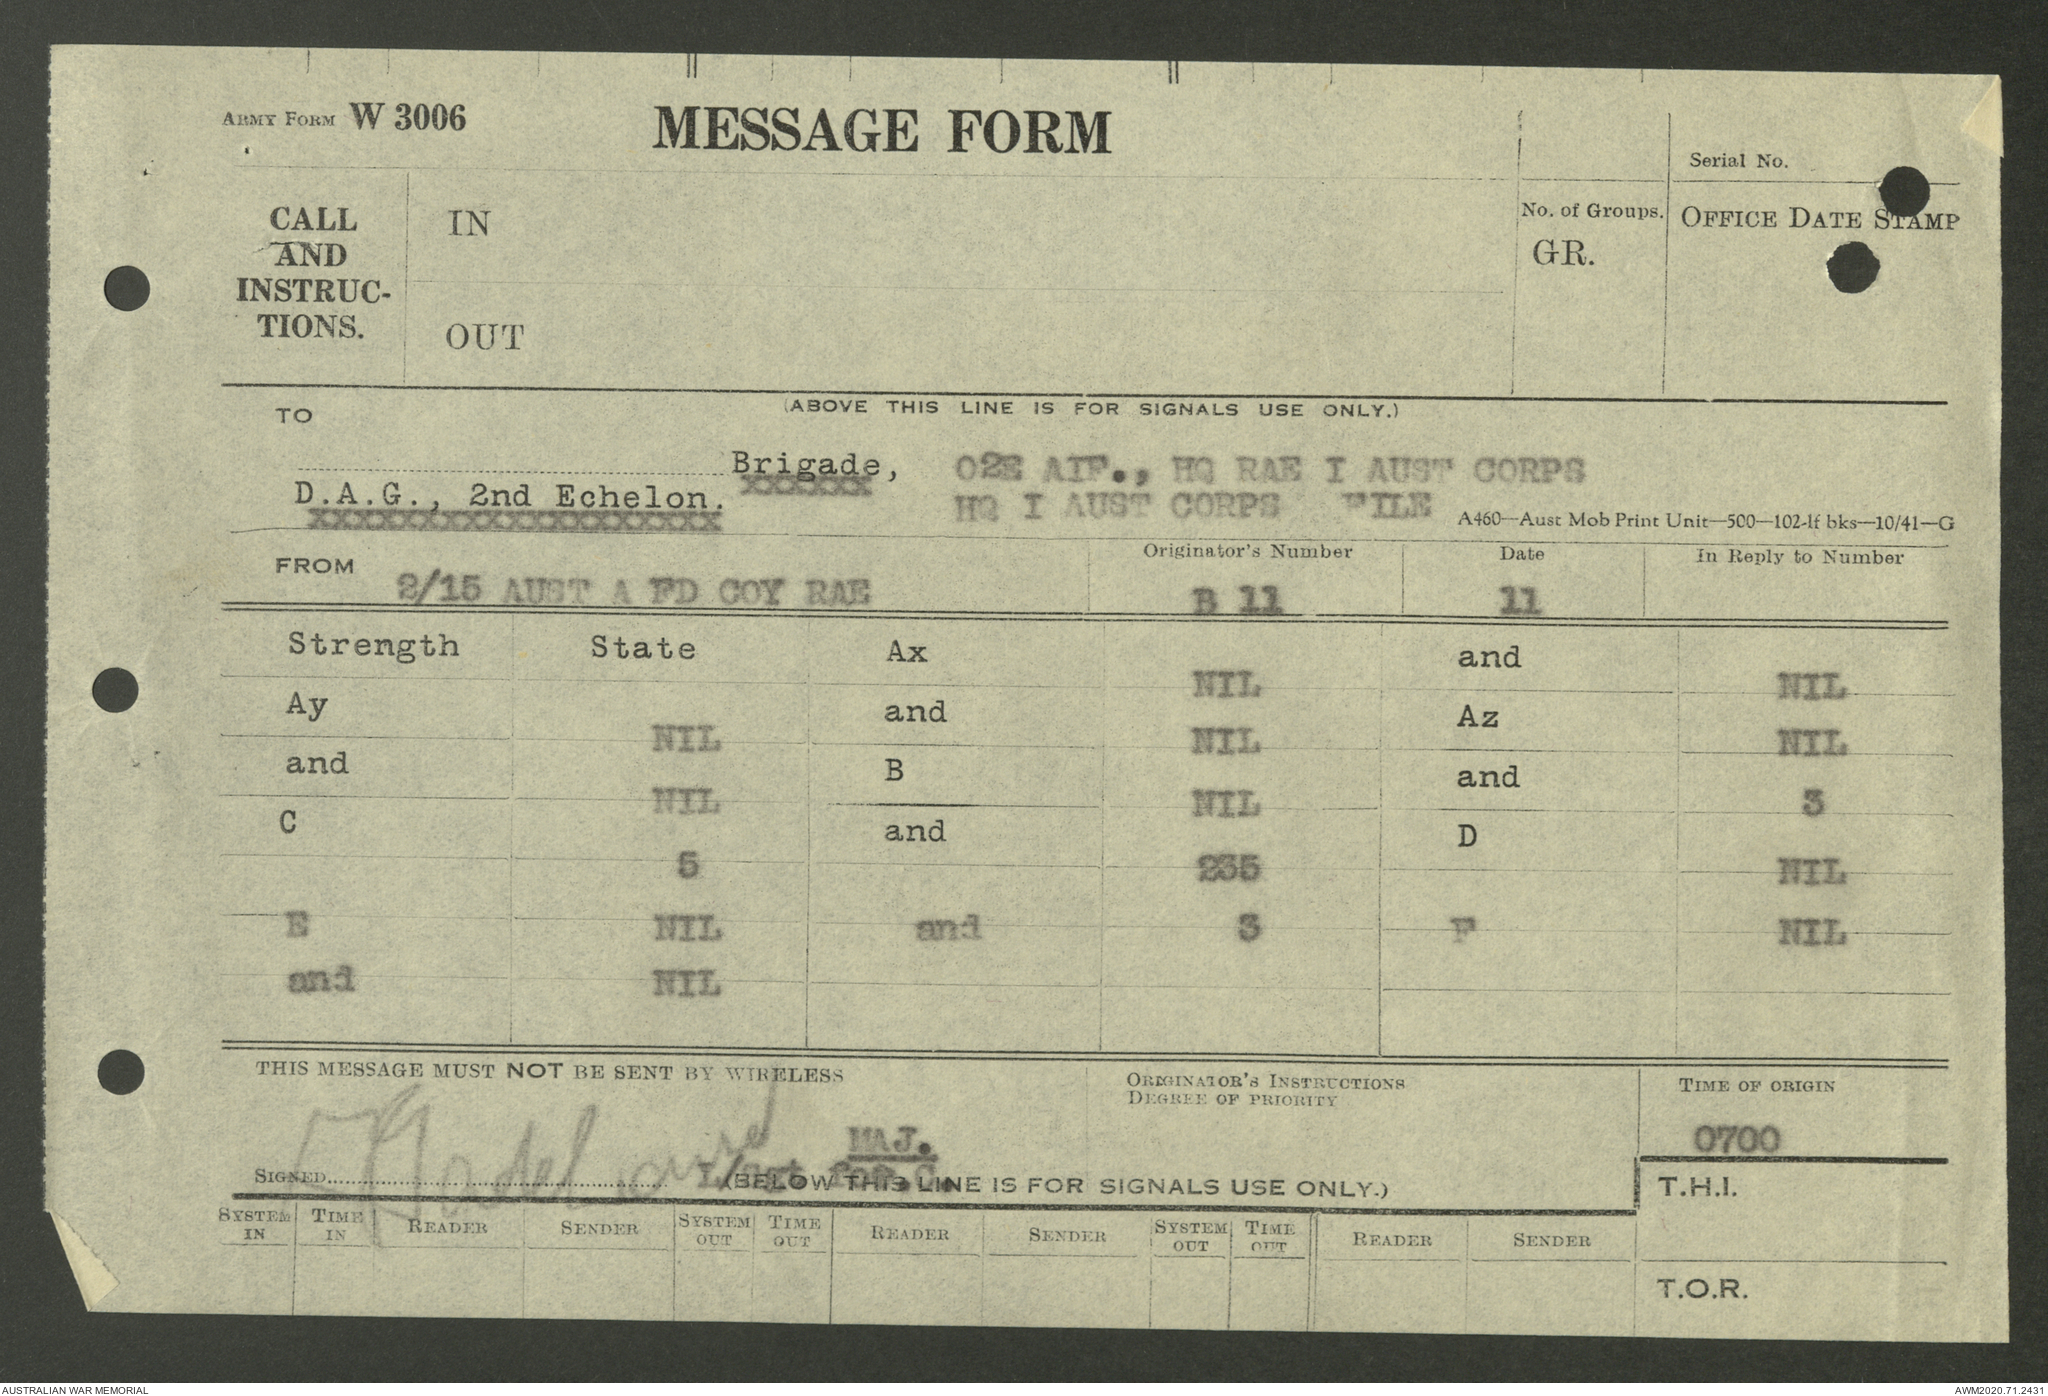 ARMY FORM W 3006
MESSAGE FORM
Serial No.
CALL AND INSTRUC-TIONS.
IN
OUT
No. of Groups.
GR.
OFFICE DATE STAMP
(ABOVE THIS LINE IS FOR SIGNALS USE ONLY.)
TO
Brigade, O2E AIF., HQ RAE I AUST CORPS
xxxxxx
D.A.G., 2nd Echelon. HQ I AUST CORPS FILE
xxxxxxxxxxxxxxxxxxx
A460—Aust Mob Print Unit—500—102-lf bks—10/41—G
FROM 2/15 AUST A FD COY RAE
Originator's Number B 11
Date 11
In Reply to Number
Strength State Ax NIL and NIL
Ay NIL and NIL Az NIL
and NIL B NIL and 3
C 5 and 235 D NIL
E NIL and 3 F NIL
and NIL
THIS MESSAGE MUST NOT BE SENT BY WIRELESS
ORIGINATOR'S INSTRUCTIONS
DEGREE OF PRIORITY
TIME OF ORIGIN
0700
MAJ.
SIGNED
(BELOW THIS LINE IS FOR SIGNALS USE ONLY.)
T.H.I.
SYSTEM IN TIME IN READER SENDER SYSTEM OUT TIME OUT READER SENDER SYSTEM OUT TIME OUT READER SENDER
T.O.R.
AUSTRALIAN WAR MEMORIAL
AWM2020.71.2431